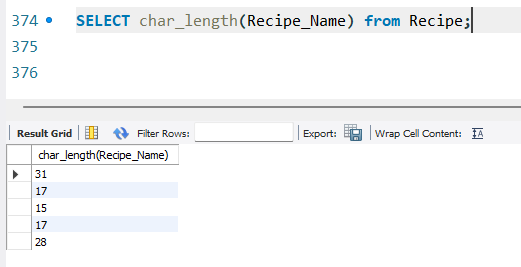 374 SELECT char_length(Recipe_Name) from Recipe;
375
376
Result Grid Filter Rows: Export: Wrap Cell Content: IA
char_length(Recipe_Name)
31
17
15
17
28